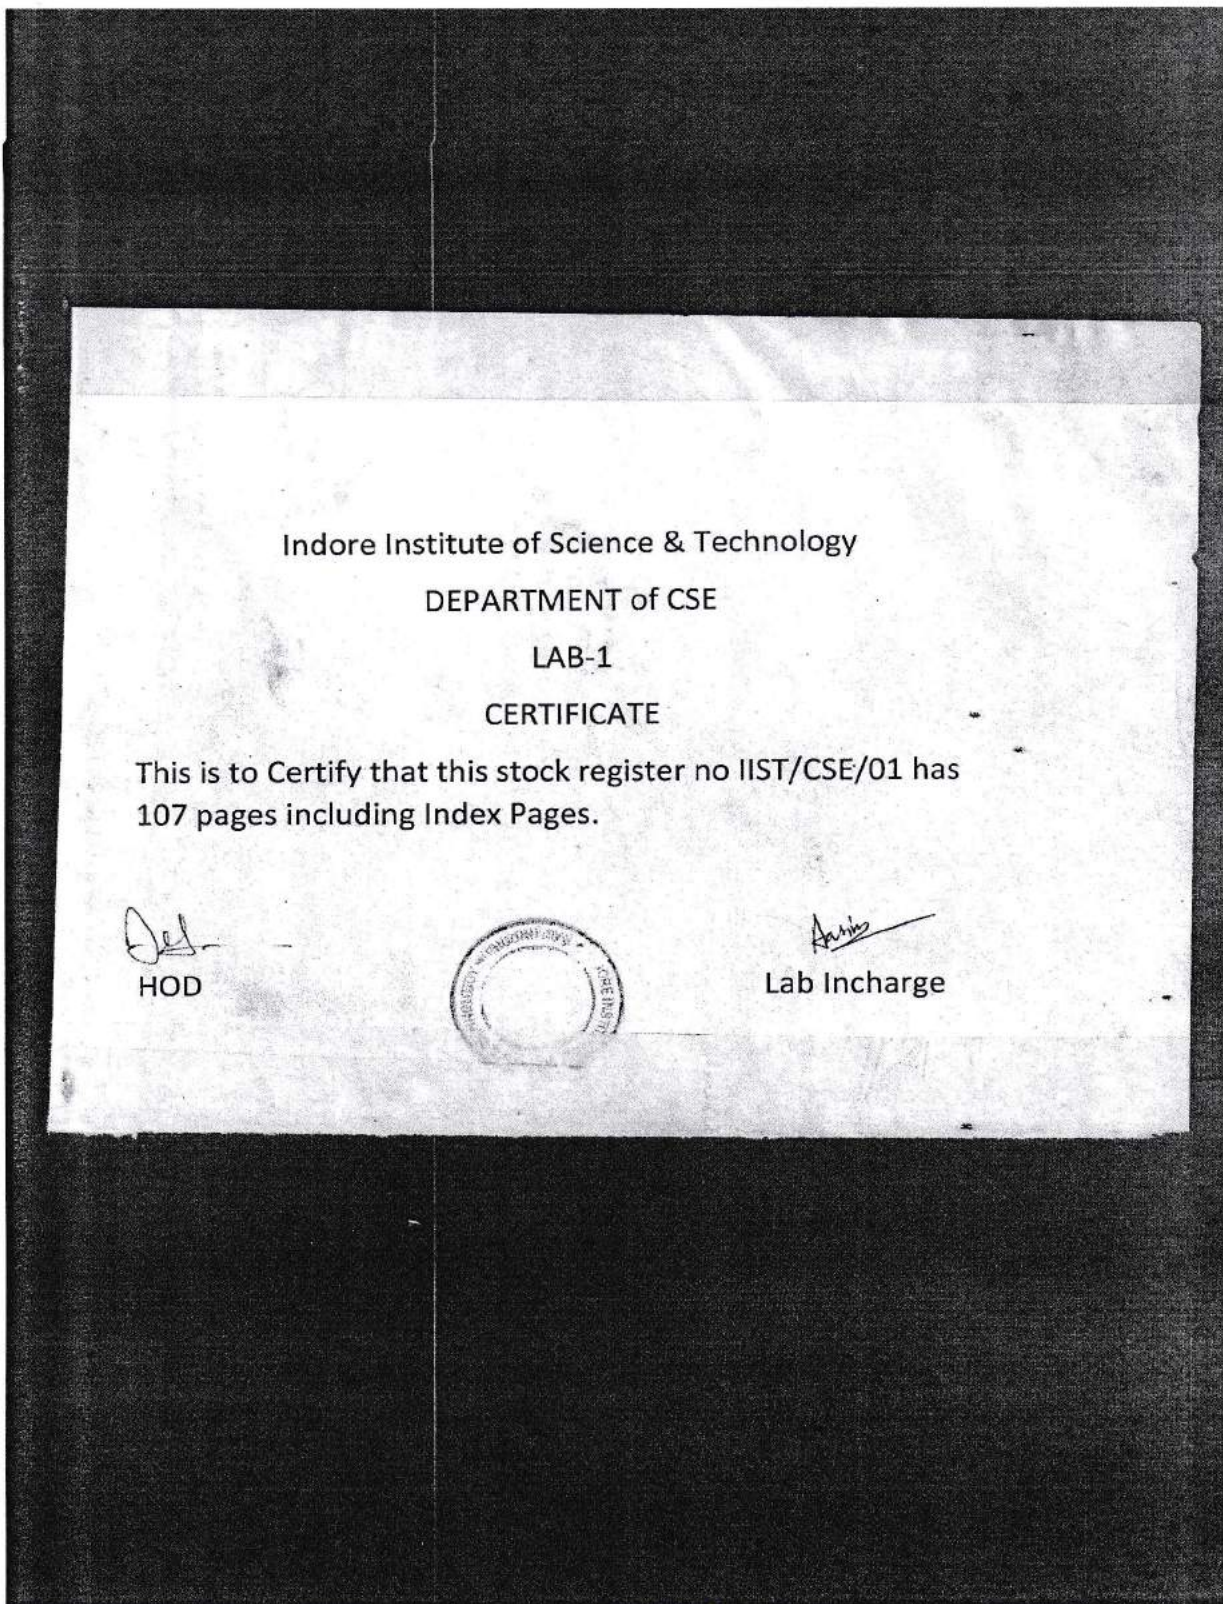 Indore Institute of Science & Technology
DEPARTMENT of CSE
LAB-1
CERTIFICATE
This is to Certify that this stock register no IIST/CSE/01 has
107 pages including Index Pages.
HOD
Lab Incharge